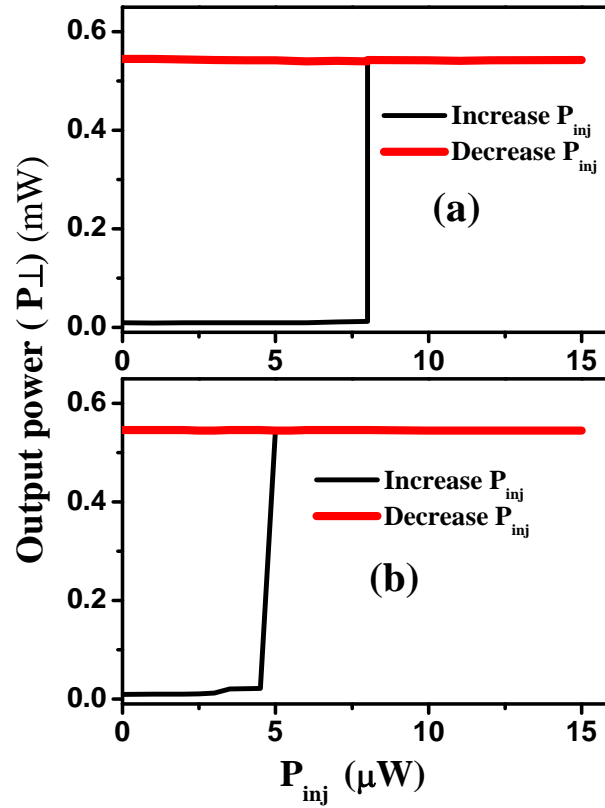 0.6
0.4
0.2
0.0
Increase P_inj
Decrease P_inj
(a)
0 5 10 15
Output power ( P⊥) (mW)
0.6
0.4
0.2
0.0
Increase P_inj
Decrease P_inj
(b)
0 5 10 15
P_inj (μW)